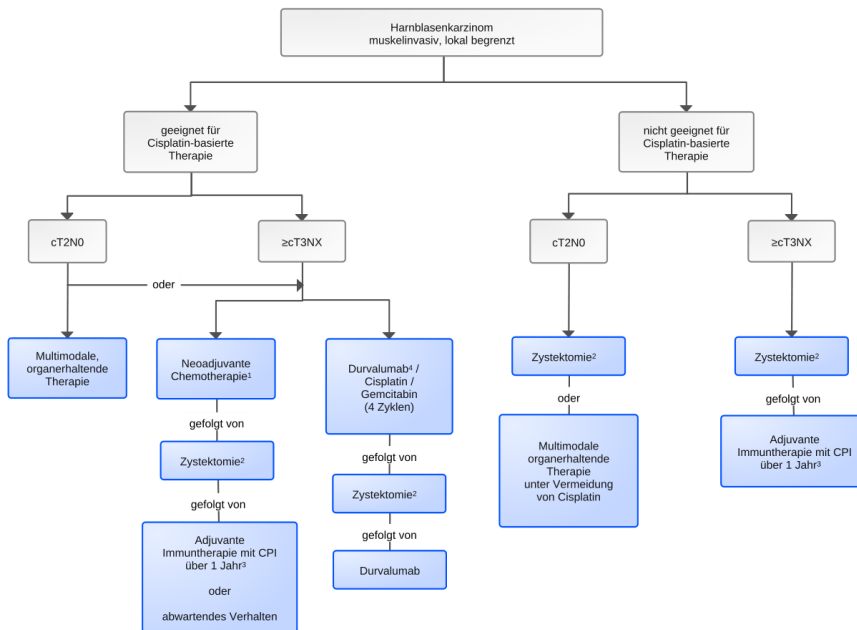 Harnblasenkarzinom
muskelinvasiv, lokal begrenzt
geeignet für
Cisplatin-basierte
Therapie
nicht geeignet für
Cisplatin-basierte
Therapie
cT2N0
≥cT3NX
cT2N0
≥cT3NX
oder
Multimodale,
organerhaltende
Therapie
Neoadjuvante
Chemotherapie¹
gefolgt von
Zystektomie²
gefolgt von
Adjuvante
Immuntherapie mit CPI
über 1 Jahr³
oder
abwartendes Verhalten
Durvalumab⁴ /
Cisplatin /
Gemcitabin
(4 Zyklen)
gefolgt von
Zystektomie²
gefolgt von
Durvalumab
Zystektomie²
oder
Multimodale
organerhaltende
Therapie
unter Vermeidung
von Cisplatin
Zystektomie²
gefolgt von
Adjuvante
Immuntherapie mit CPI
über 1 Jahr³